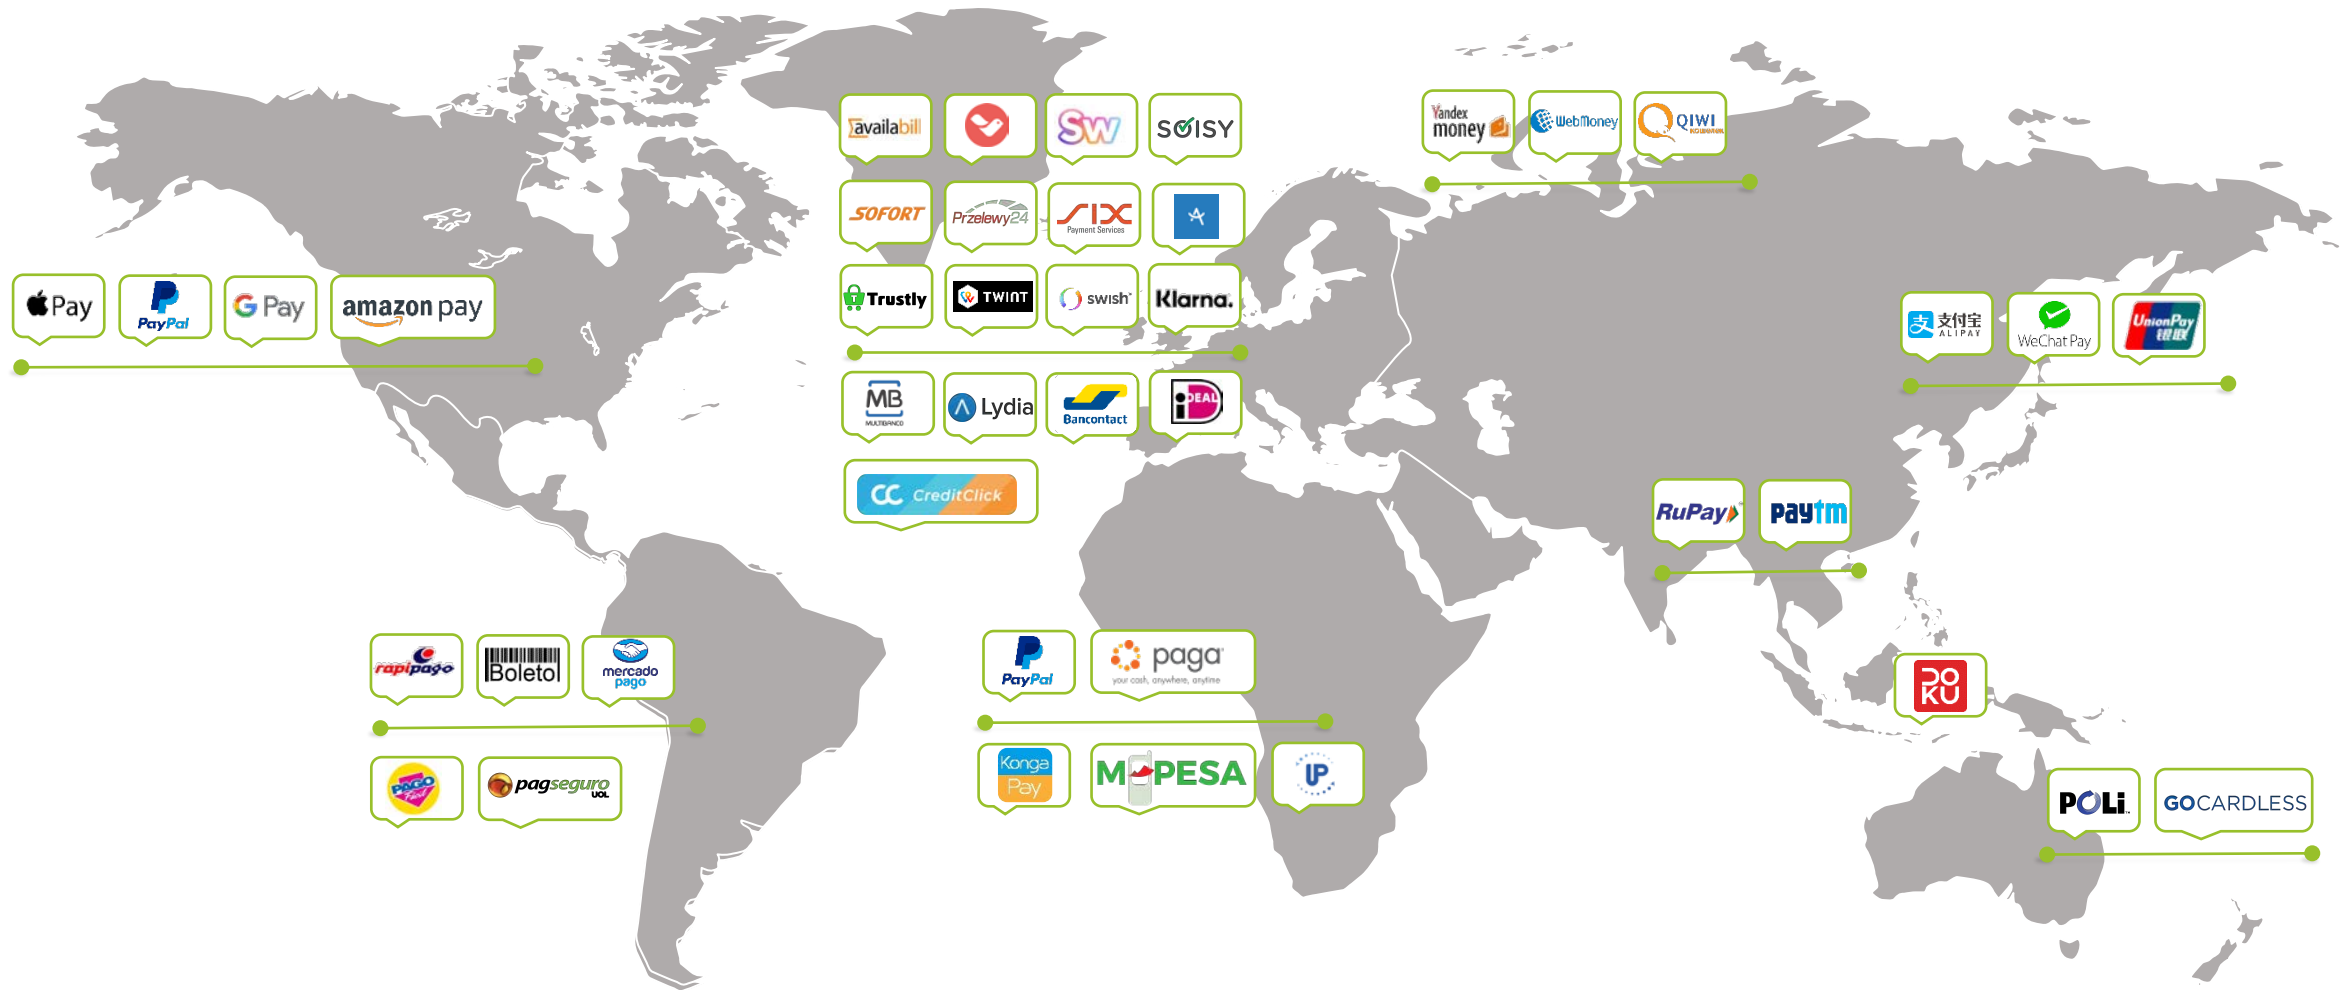 availabill
SW
SOISY
Yandex
money
WebMoney
QIWI
SOFORT
Przelewy24
SIX
Payment Services
Pay
PayPal
G Pay
amazon pay
Trustly
TWINT
swish
Klarna.
支付宝
ALIPAY
WeChat Pay
UnionPay
银联
MB
MULTIBANCO
Lydia
Bancontact
iDEAL
CC CreditClick
RuPay
paytm
rapipago
Boleto
mercado
pago
PayPal
paga
your cash, anywhere, anytime
DOKU
PAGO
Fácil
pagseguro
UOL
Konga
Pay
M-PESA
UP
POLi
GOCARDLESS